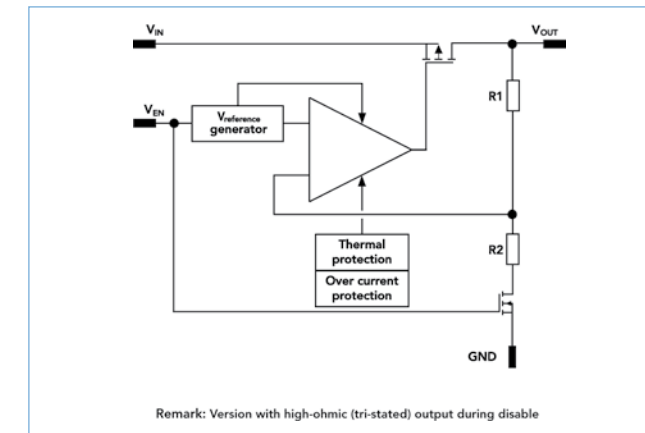 VIN
VOUT
R1
VEN
Vreference
generator
R2
Thermal
protection
Over current
protection
GND
Remark: Version with high-ohmic (tri-stated) output during disable